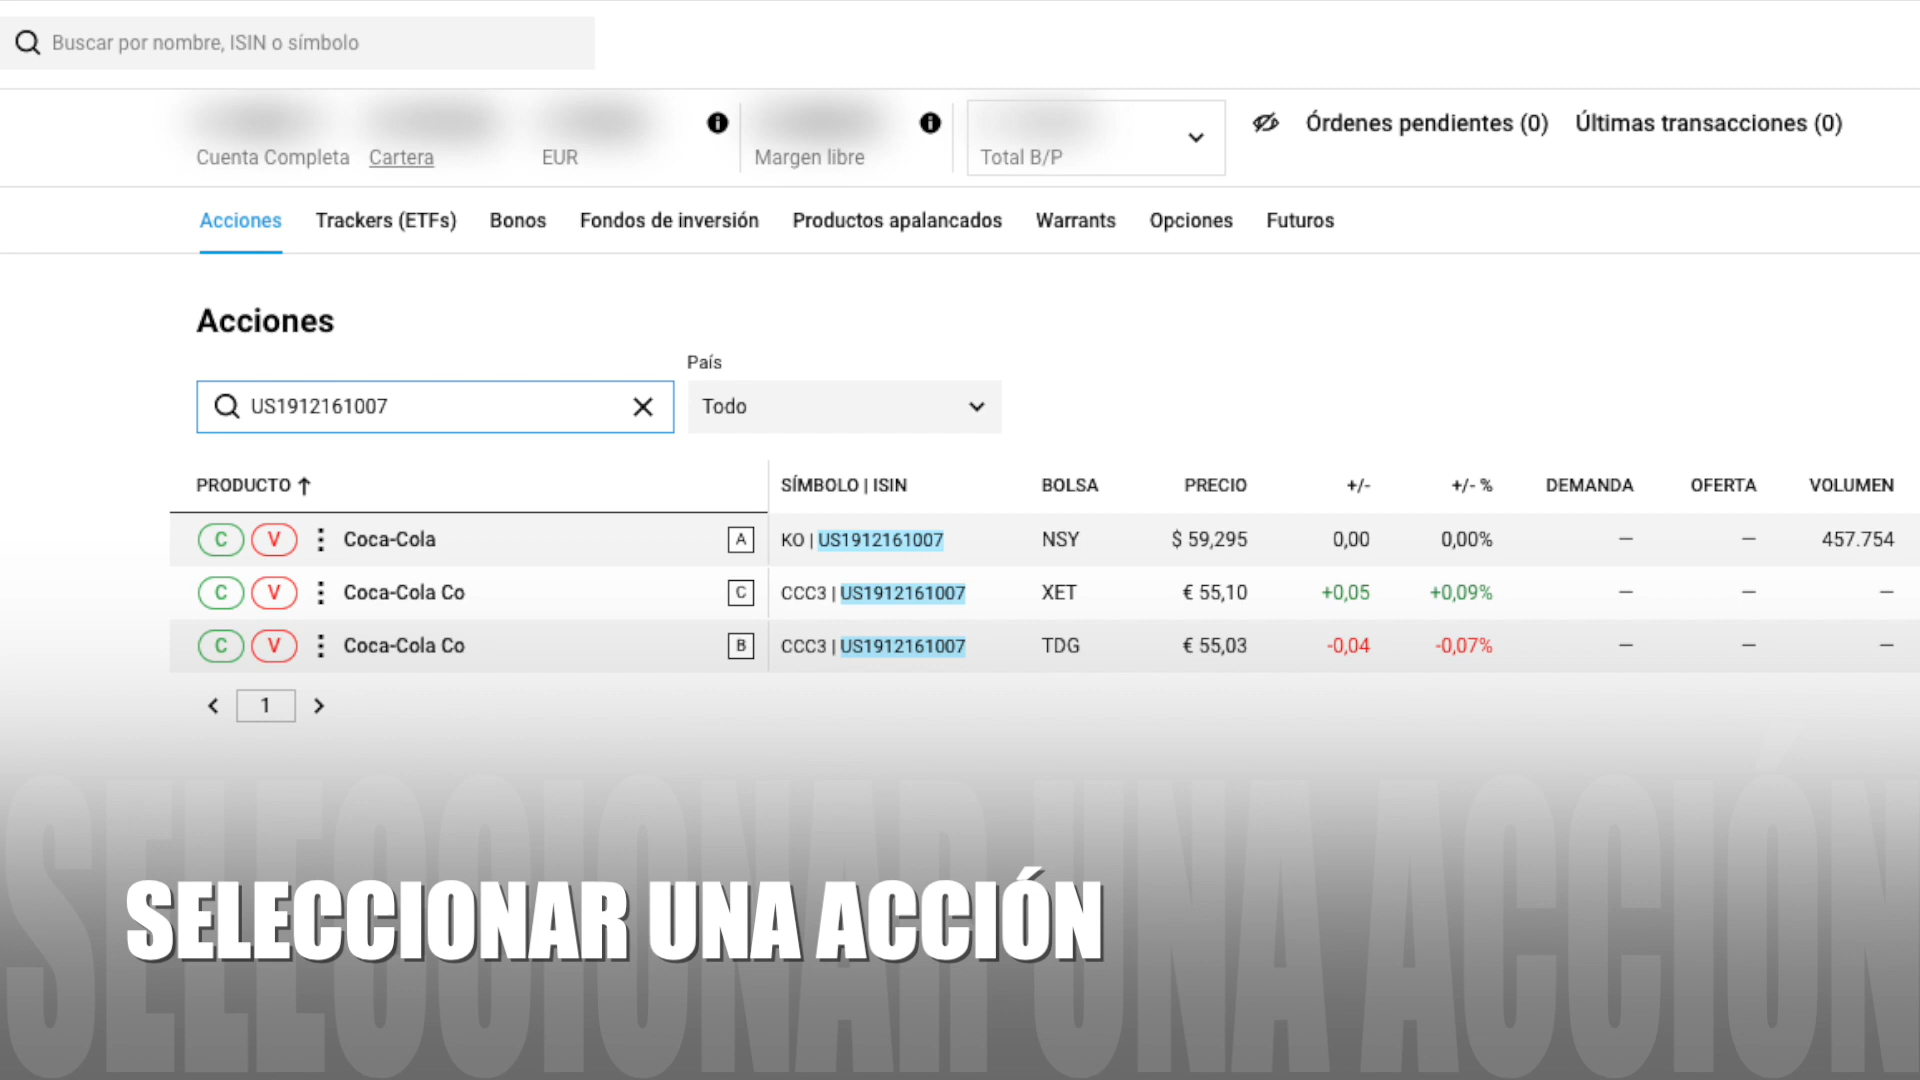 Buscar por nombre, ISIN o símbolo
Cuenta Completa Cartera EUR Margen libre Total B/P Órdenes pendientes (0) Últimas transacciones (0)
Acciones Trackers (ETFs) Bonos Fondos de inversión Productos apalancados Warrants Opciones Futuros
Acciones
País
US1912161007 Todo
PRODUCTO SÍMBOLO | ISIN BOLSA PRECIO +/- +/- % DEMANDA OFERTA VOLUMEN
C V Coca-Cola A KO | US1912161007 NSY $ 59,295 0,00 0,00% — — 457.754
C V Coca-Cola Co C CCC3 | US1912161007 XET € 55,10 +0,05 +0,09% — — —
C V Coca-Cola Co B CCC3 | US1912161007 TDG € 55,03 -0,04 -0,07% — — —
1
SELECCIONAR UNA ACCIÓN
SELECCIONAR UNA ACCIÓN